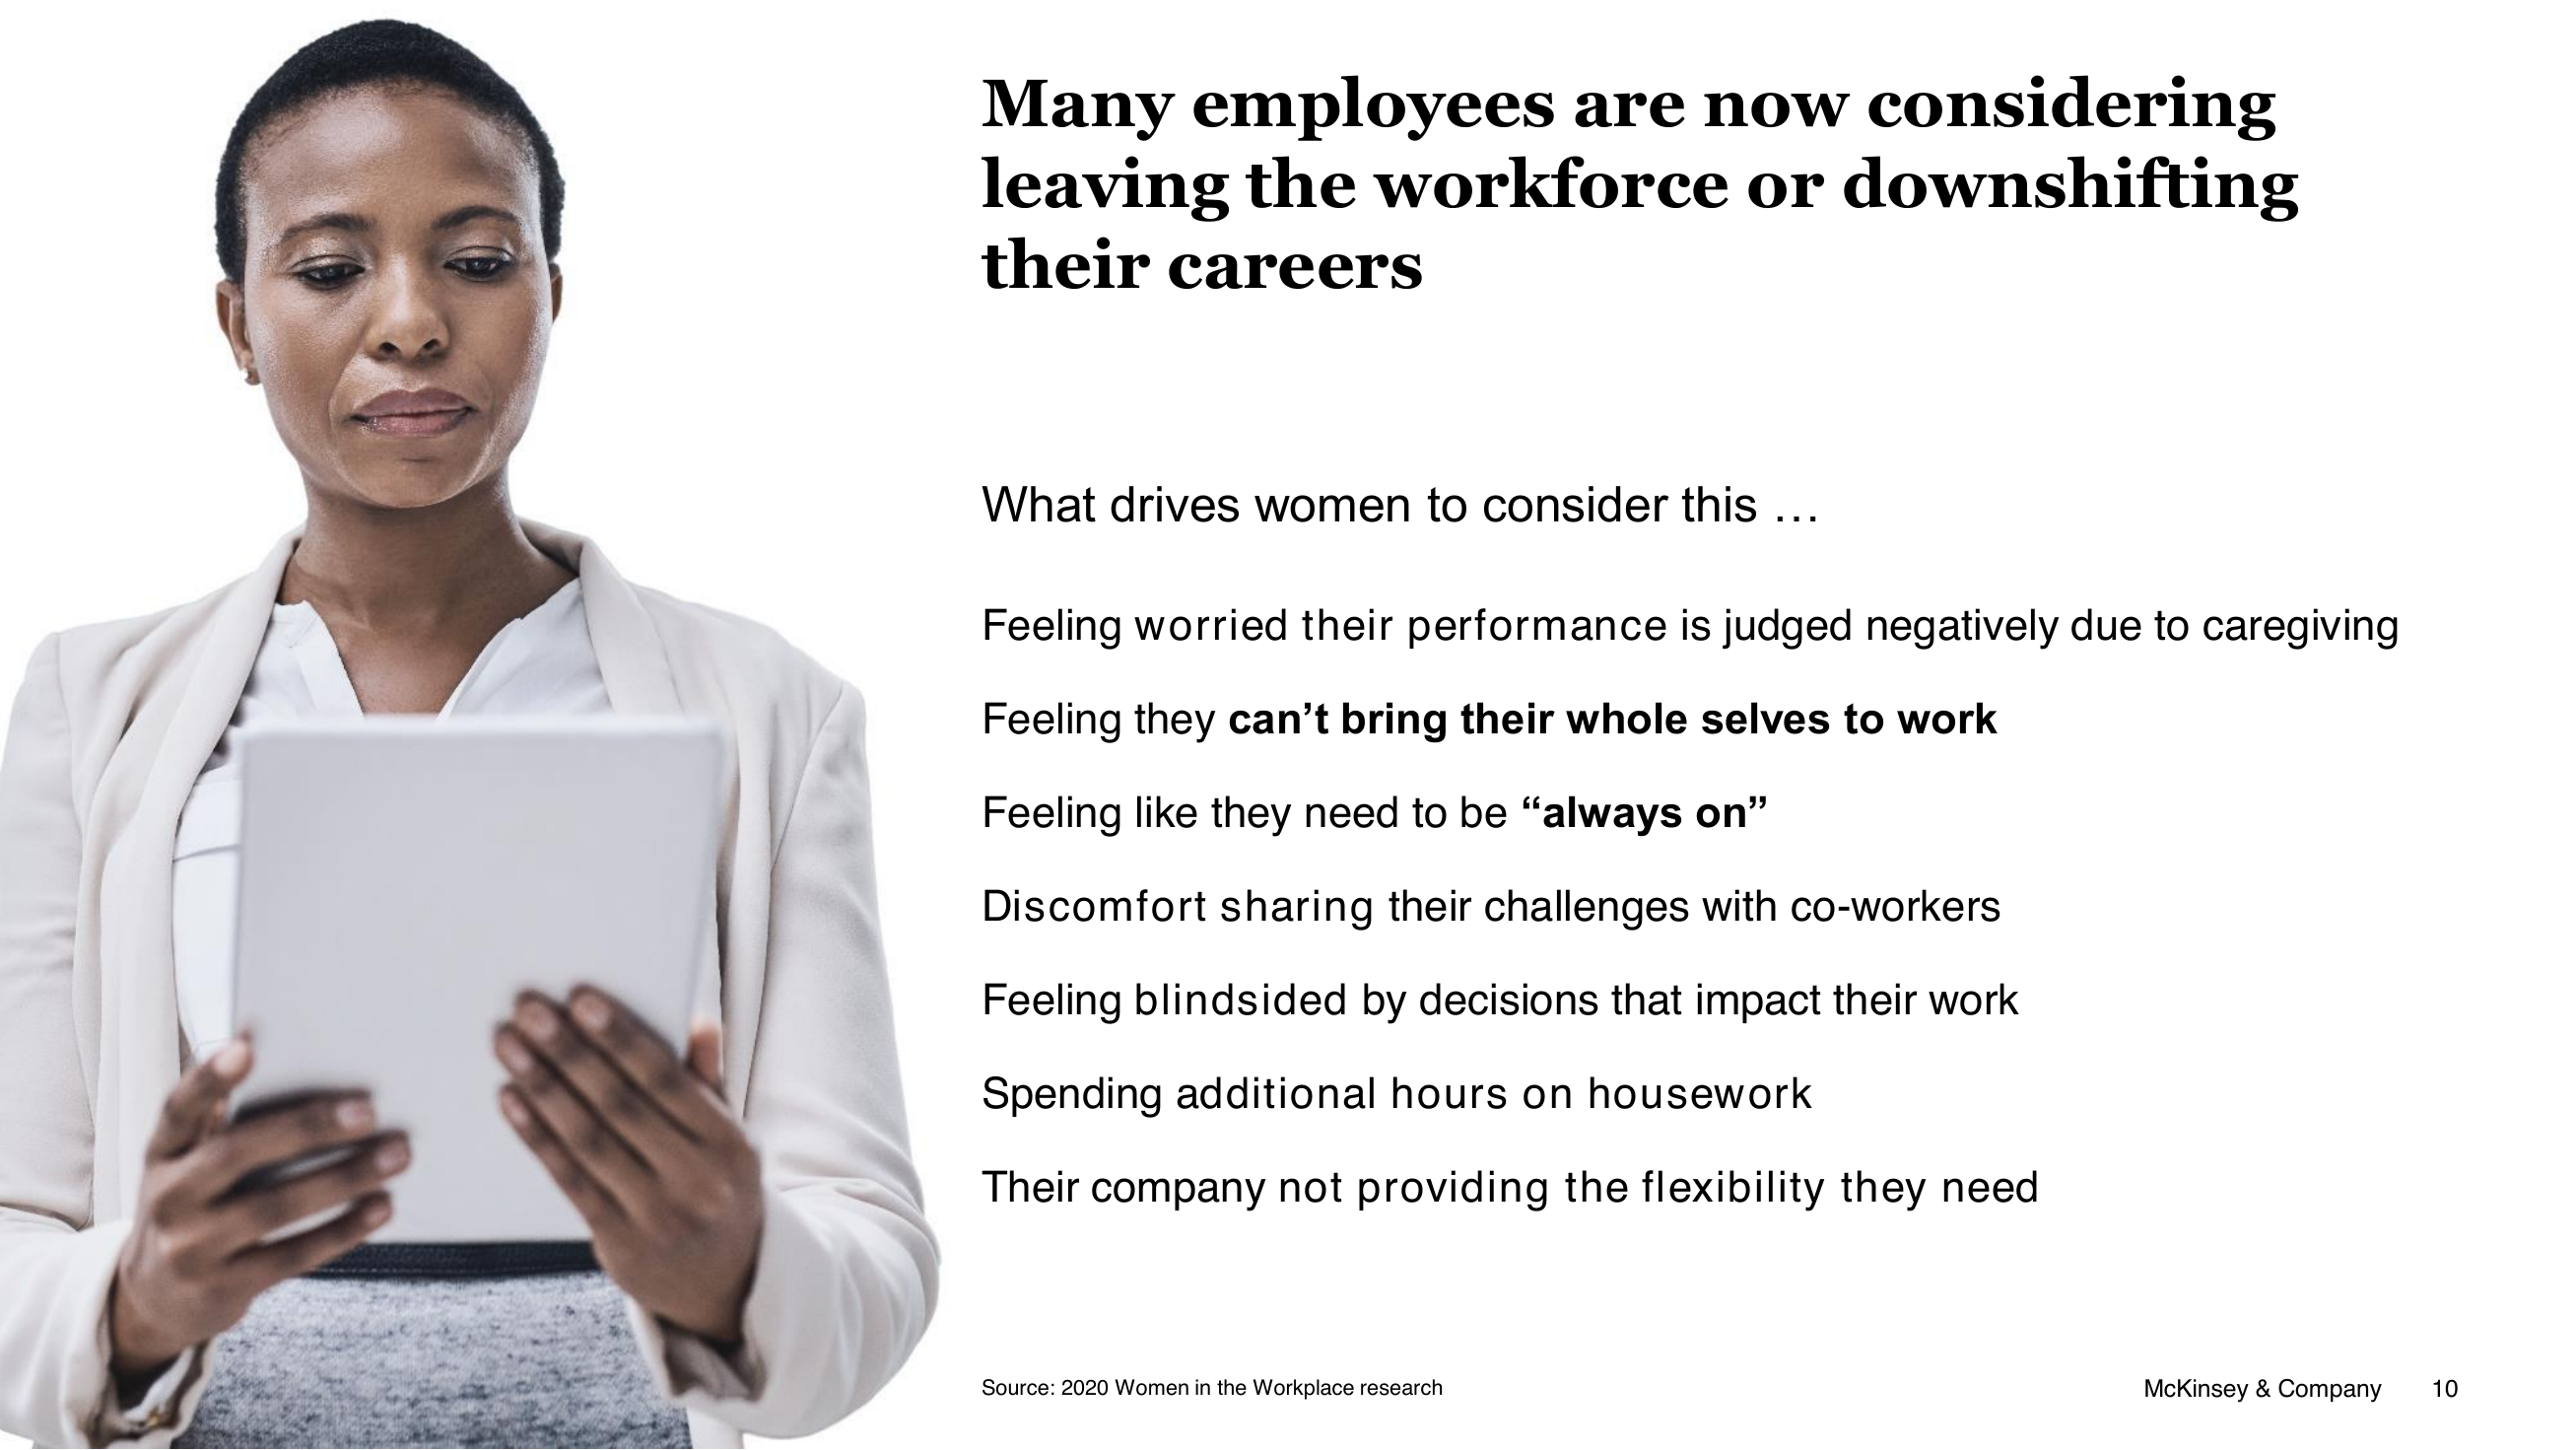 Many employees are now considering
leaving the workforce or downshifting
their careers
What drives women to consider this …
Feeling worried their performance is judged negatively due to caregiving
Feeling they can’t bring their whole selves to work
Feeling like they need to be “always on”
Discomfort sharing their challenges with co-workers
Feeling blindsided by decisions that impact their work
Spending additional hours on housework
Their company not providing the flexibility they need
Source: 2020 Women in the Workplace research
McKinsey & Company 10